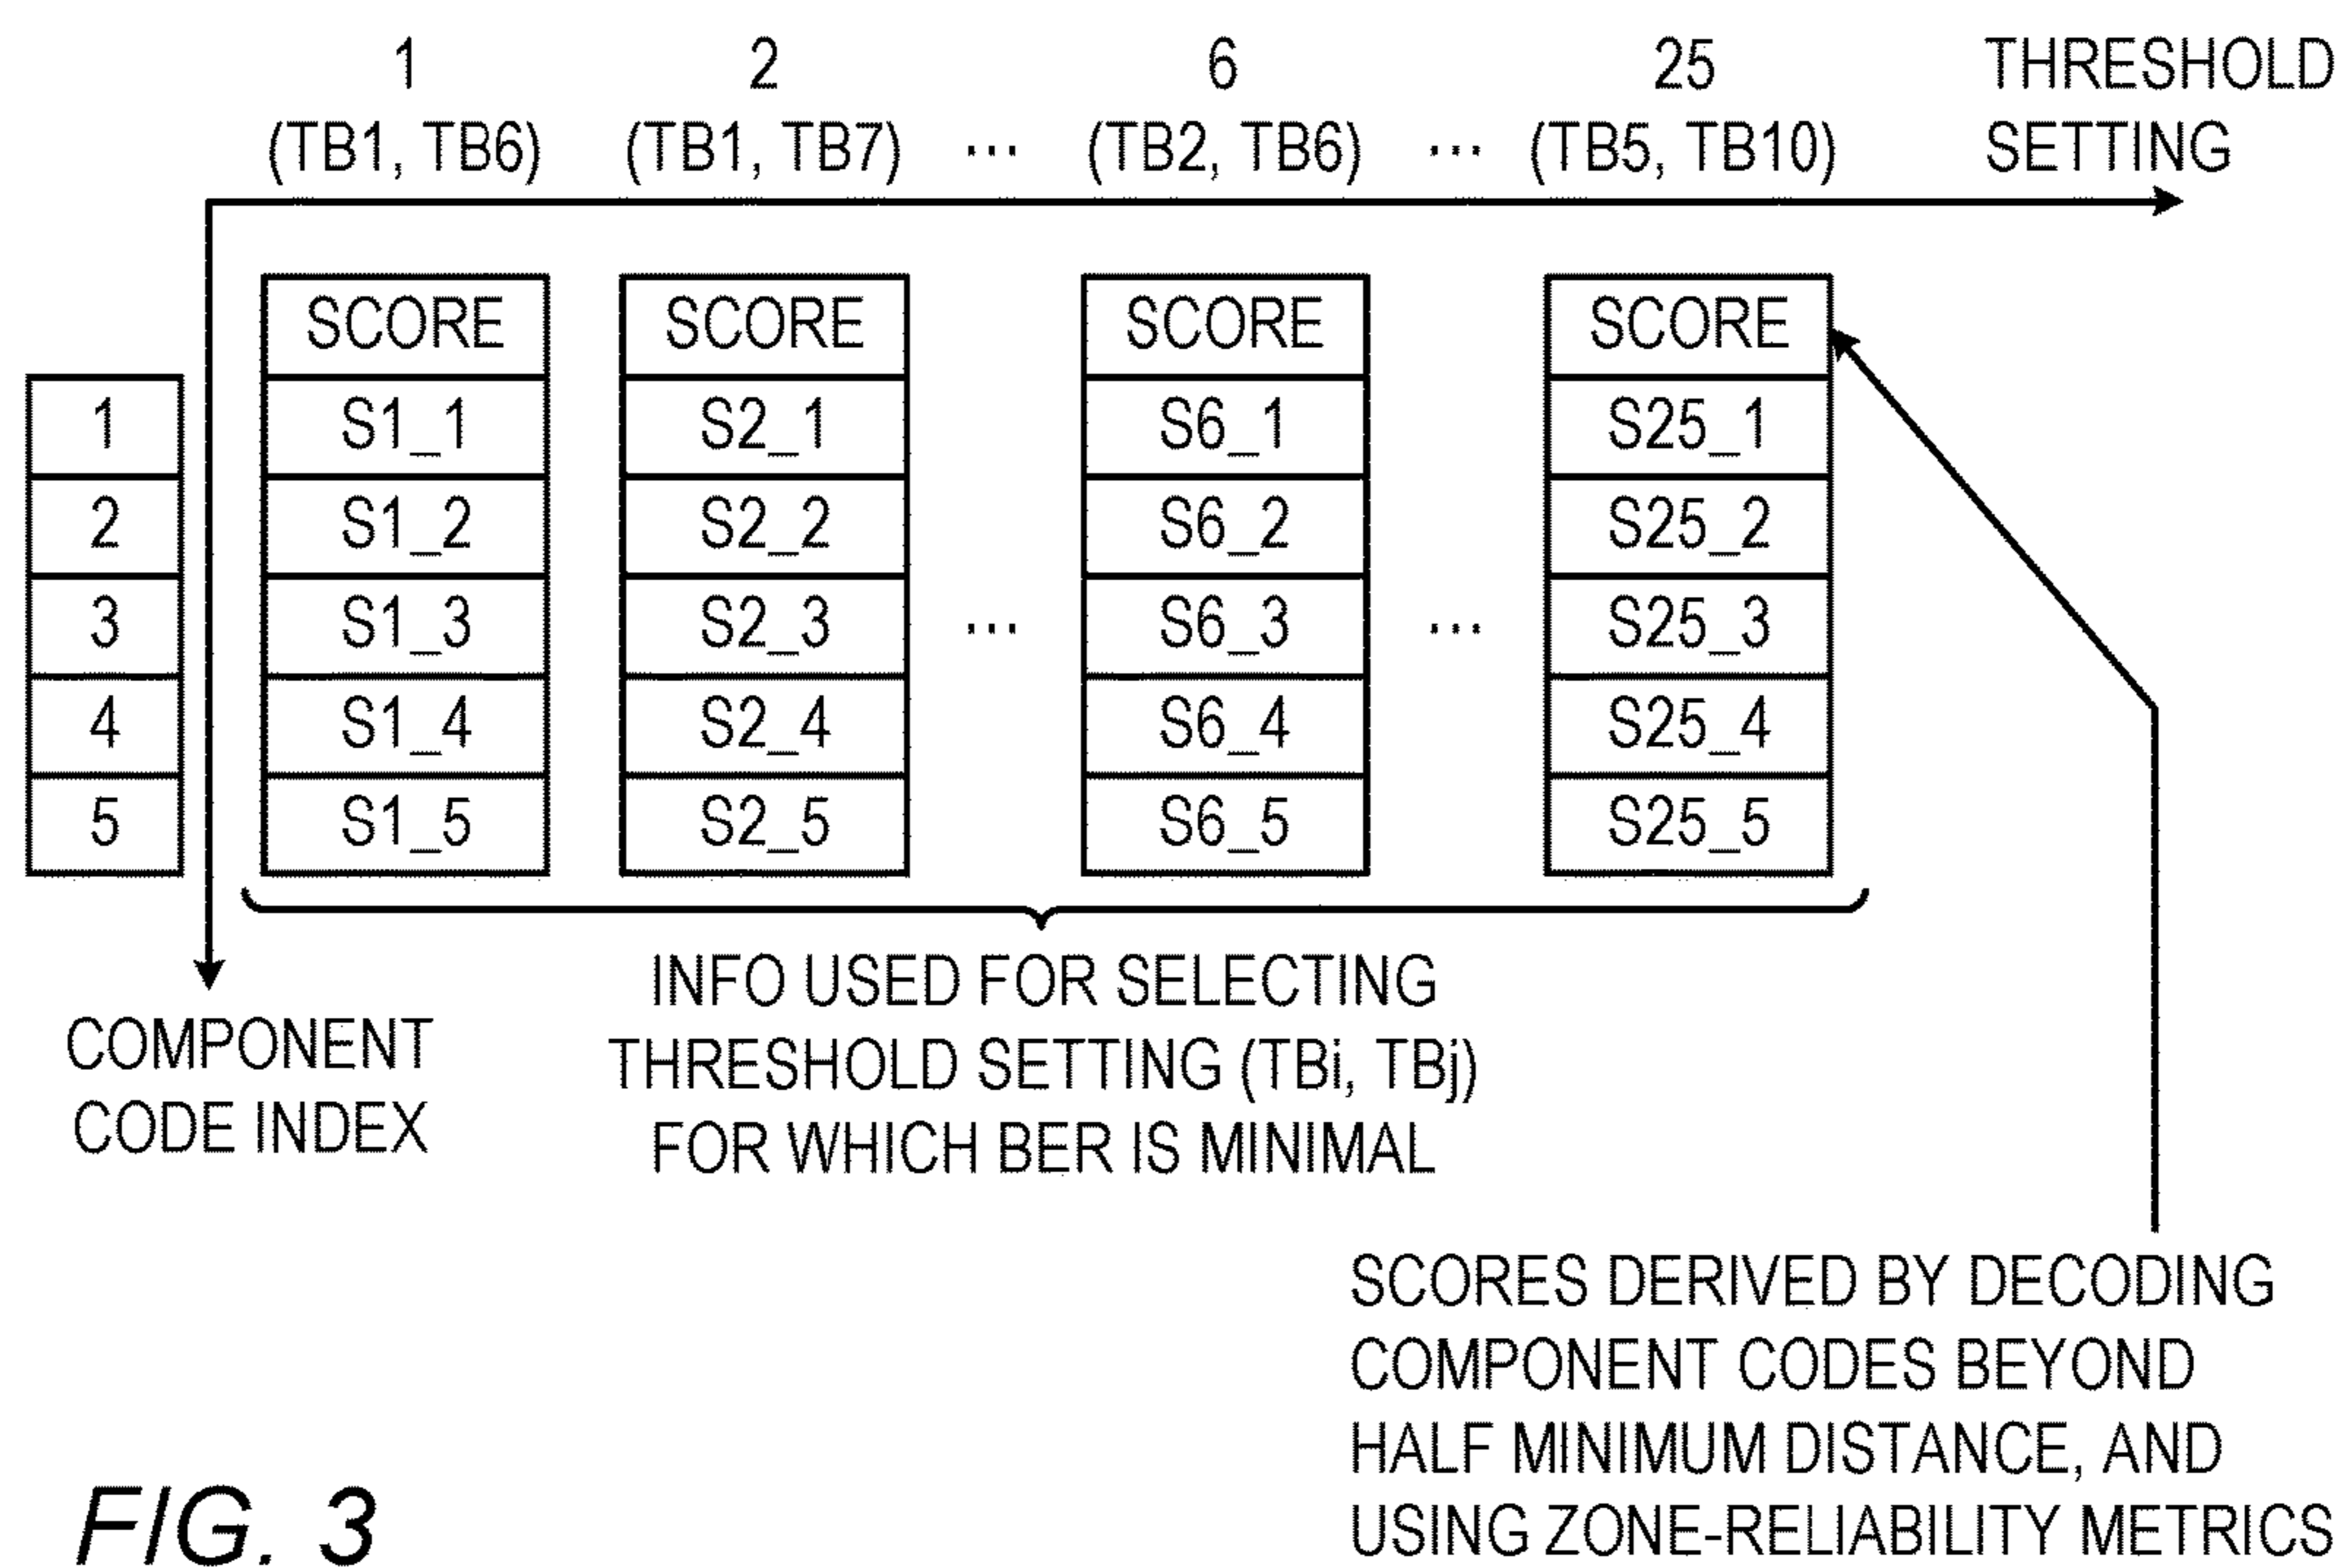 1 2 6 25 THRESHOLD
(TB1, TB6) (TB1, TB7) ... (TB2, TB6) ... (TB5, TB10) SETTING
SCORE SCORE SCORE SCORE
1 S1_1 S2_1 S6_1 S25_1
2 S1_2 S2_2 S6_2 S25_2
3 S1_3 S2_3 ... S6_3 ... S25_3
4 S1_4 S2_4 S6_4 S25_4
5 S1_5 S2_5 S6_5 S25_5
COMPONENT
CODE INDEX
INFO USED FOR SELECTING
THRESHOLD SETTING (TBi, TBj)
FOR WHICH BER IS MINIMAL
SCORES DERIVED BY DECODING
COMPONENT CODES BEYOND
HALF MINIMUM DISTANCE, AND
USING ZONE-RELIABILITY METRICS
FIG. 3